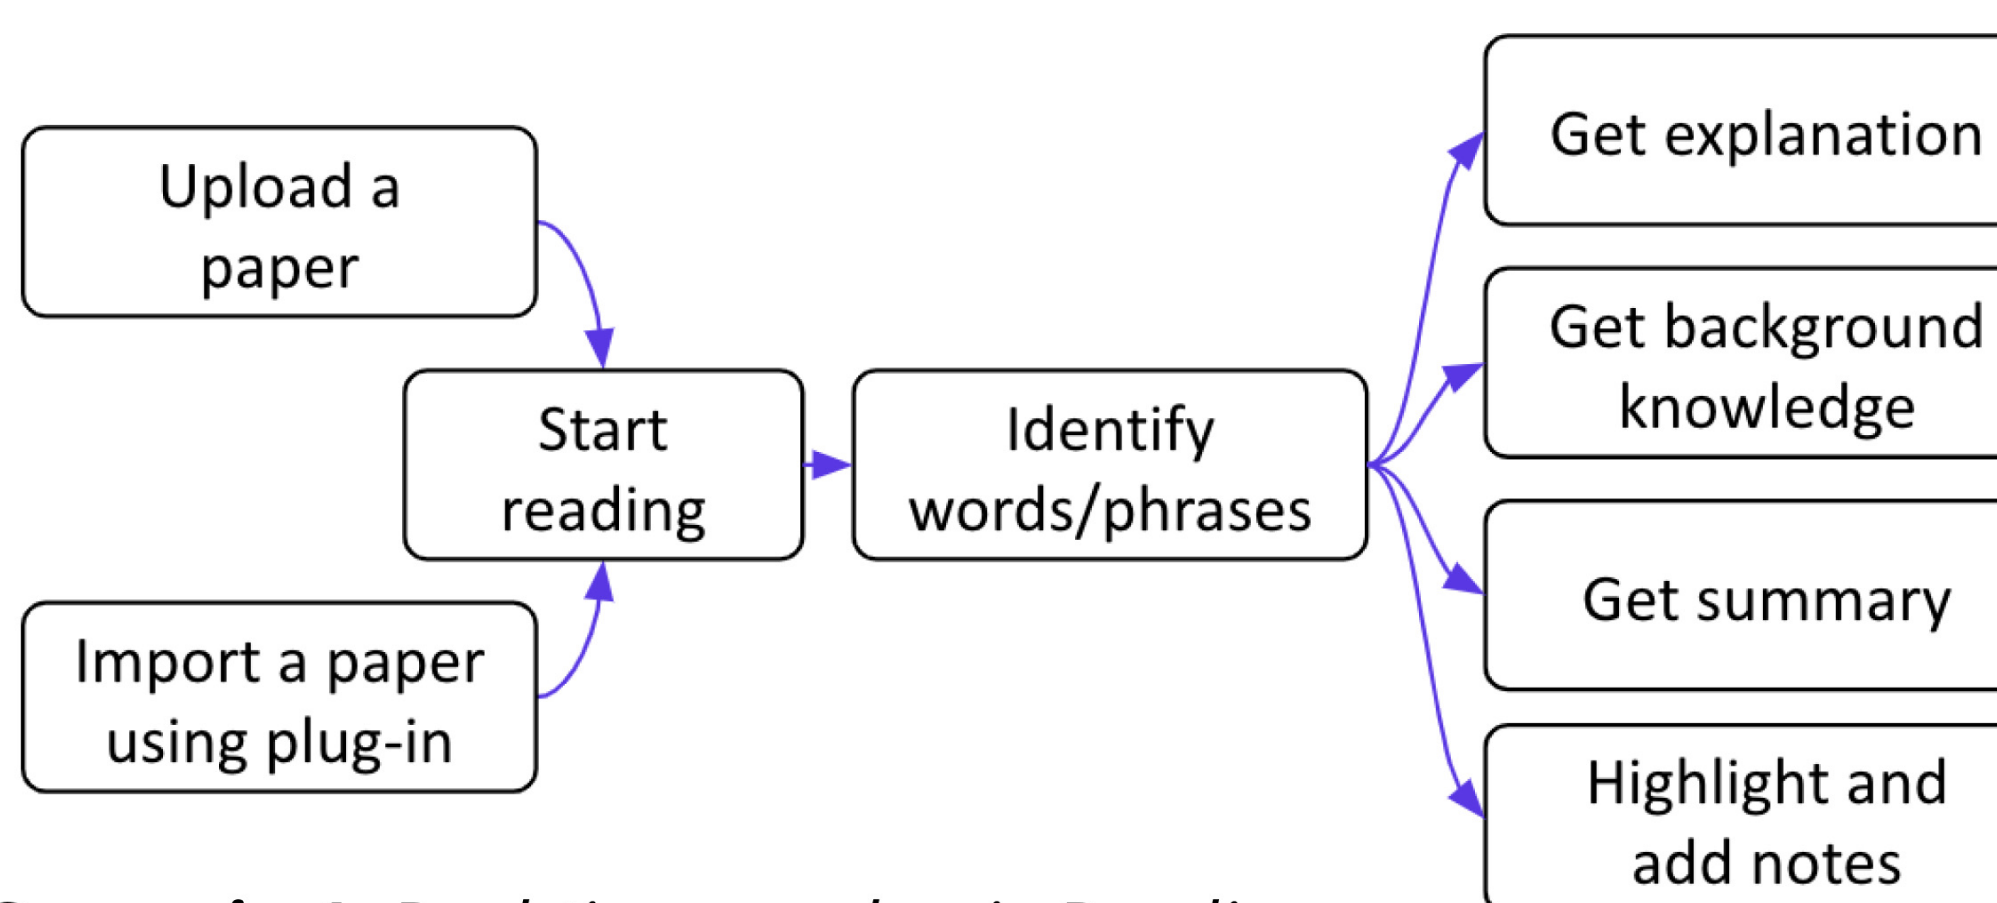 Upload a
paper
Import a paper
using plug-in
Start
reading
Identify
words/phrases
Get explanation
Get background
knowledge
Get summary
Highlight and
add notes